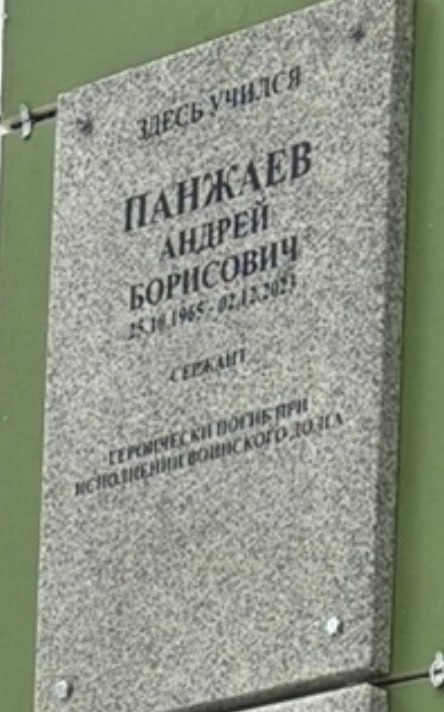 ЗДЕСЬ УЧИЛСЯ
ПАНЖАЕВ
АНДРЕЙ
БОРИСОВИЧ
25.10.1965 - 02.12.2023
СЕРЖАНТ
ГЕРОИЧЕСКИ ПОГИБ ПРИ
ИСПОЛНЕНИИ ВОИНСКОГО ДОЛГА